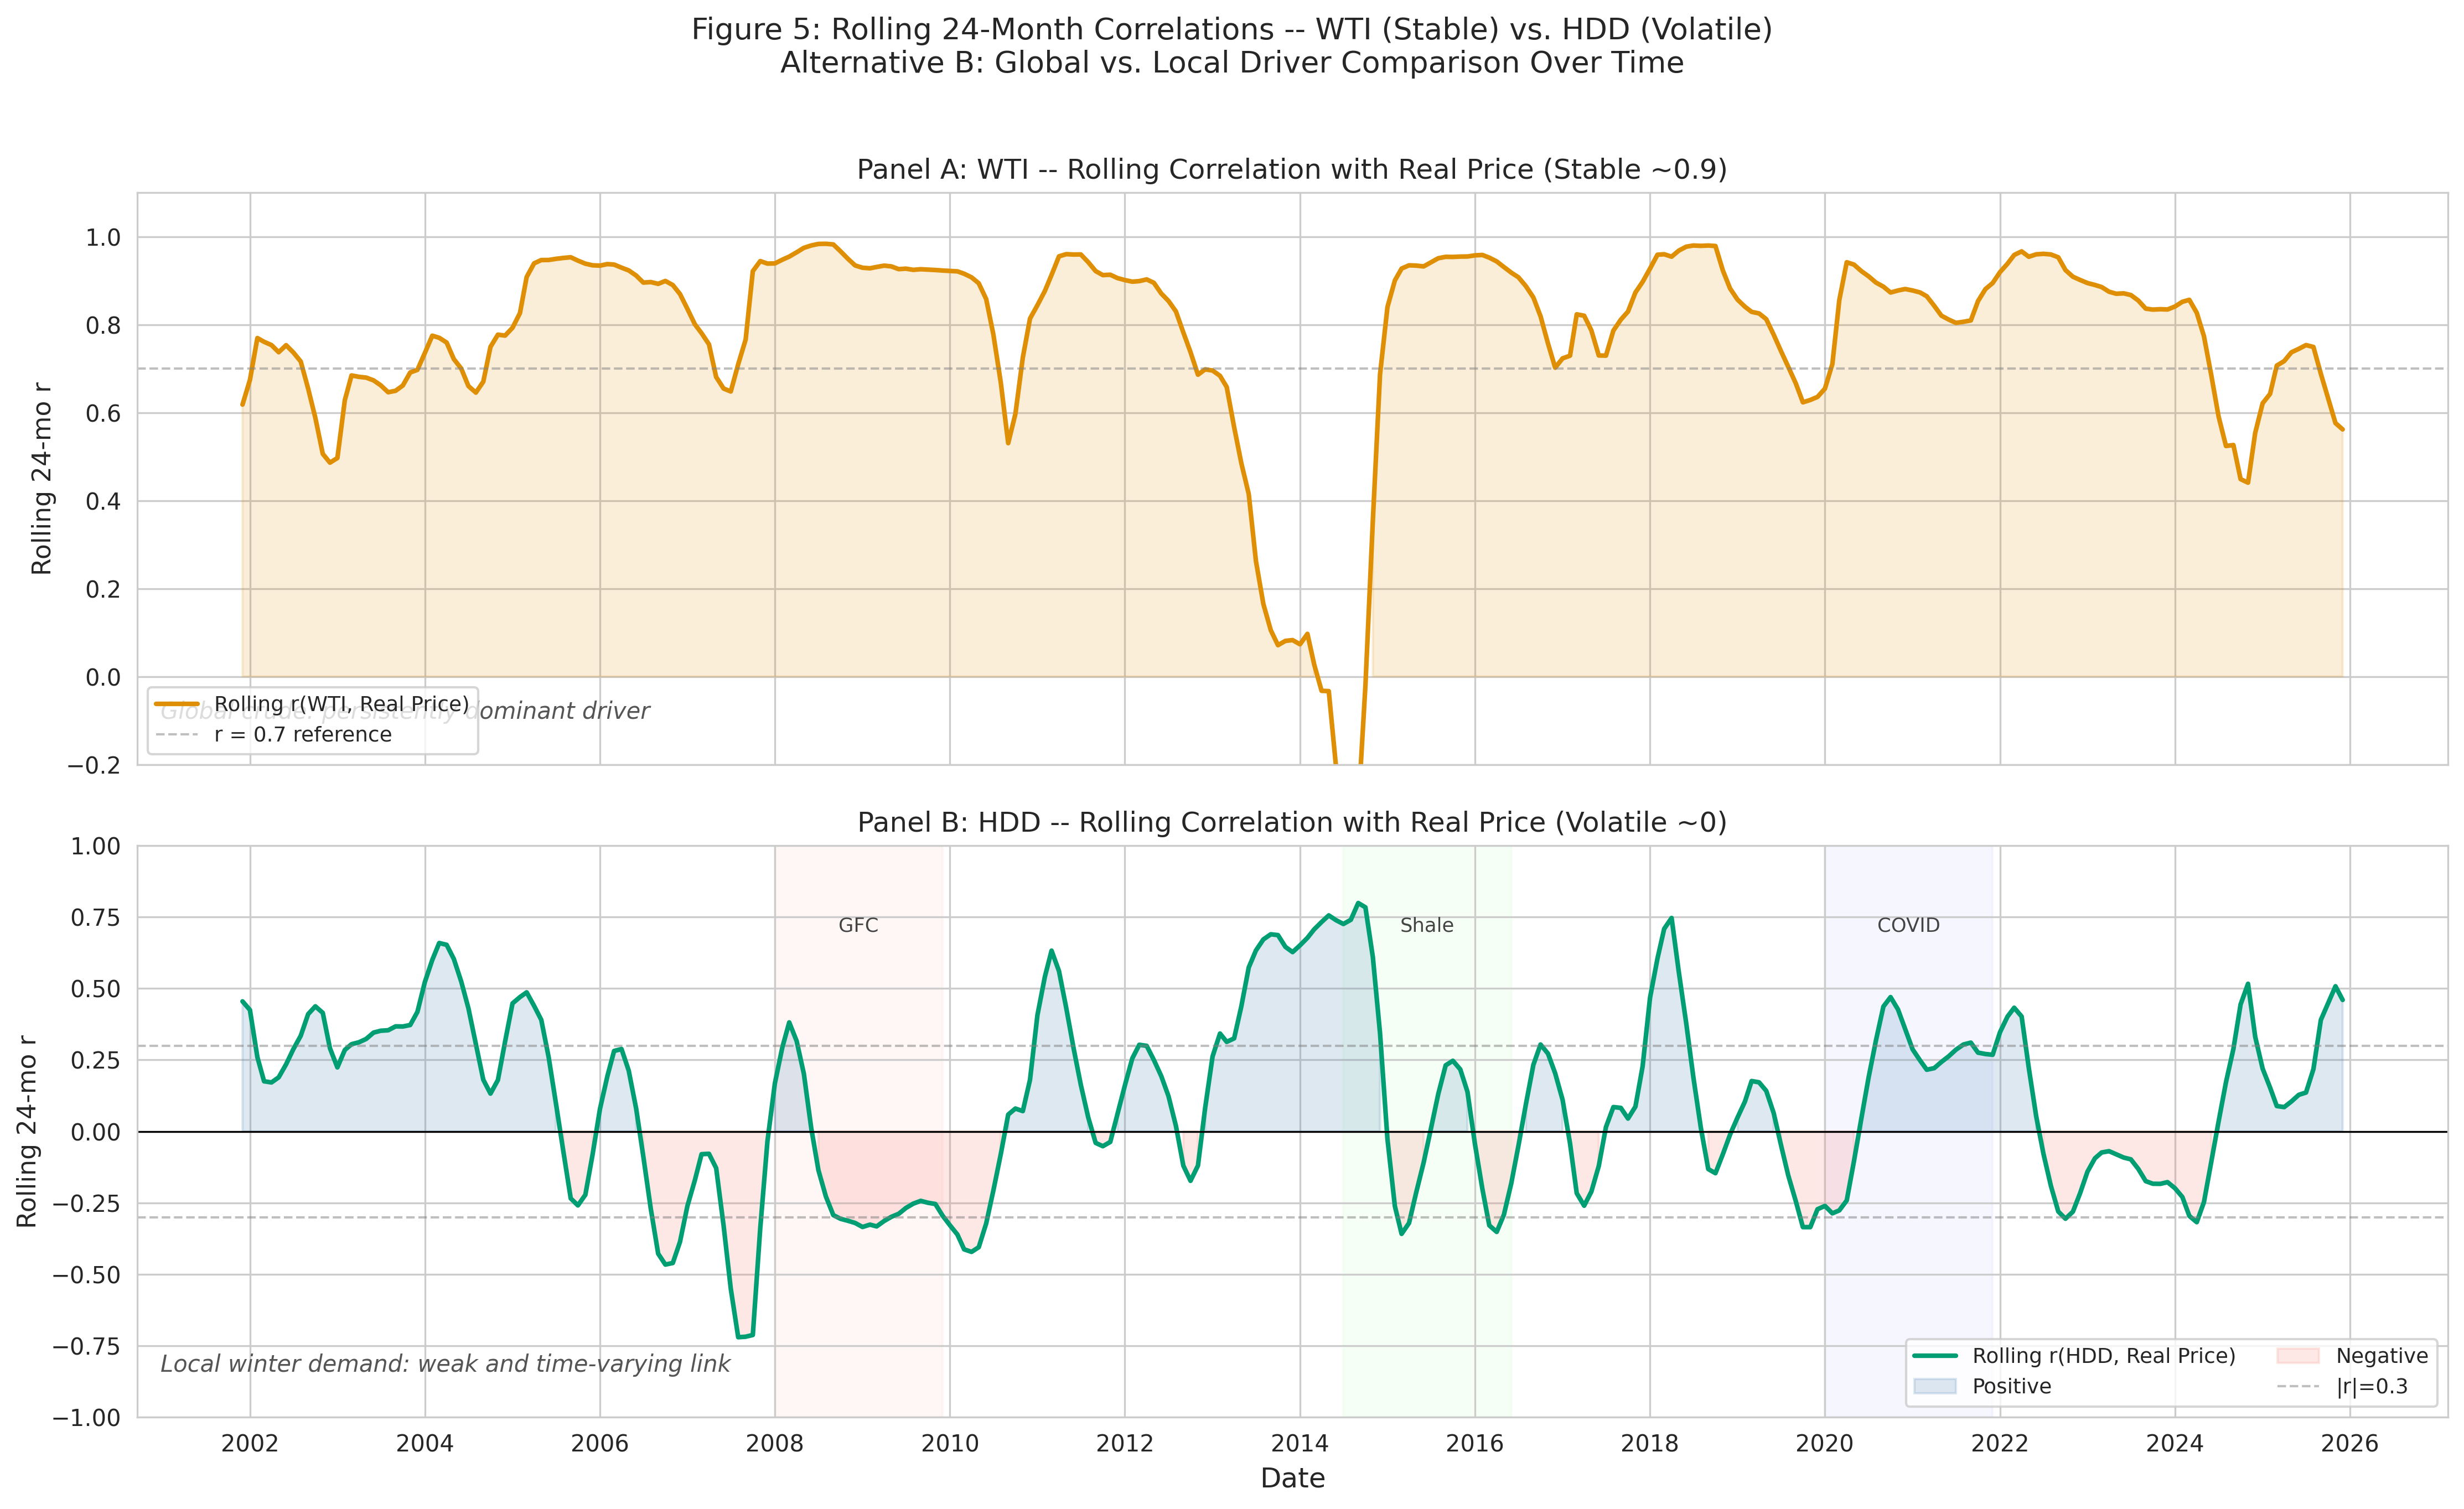 Figure 5: Rolling 24-Month Correlations -- WTI (Stable) vs. HDD (Volatile)
Alternative B: Global vs. Local Driver Comparison Over Time
Panel A: WTI -- Rolling Correlation with Real Price (Stable ~0.9)
Rolling 24-mo r
1.0
0.8
0.6
0.4
0.2
0.0
−0.2
Rolling r(WTI, Real Price)
Global crude: persistently dominant driver
r = 0.7 reference
Panel B: HDD -- Rolling Correlation with Real Price (Volatile ~0)
Rolling 24-mo r
1.00
0.75
0.50
0.25
0.00
−0.25
−0.50
−0.75
−1.00
GFC
Shale
COVID
Local winter demand: weak and time-varying link
Rolling r(HDD, Real Price)
Positive
Negative
|r|=0.3
2002 2004 2006 2008 2010 2012 2014 2016 2018 2020 2022 2024 2026
Date